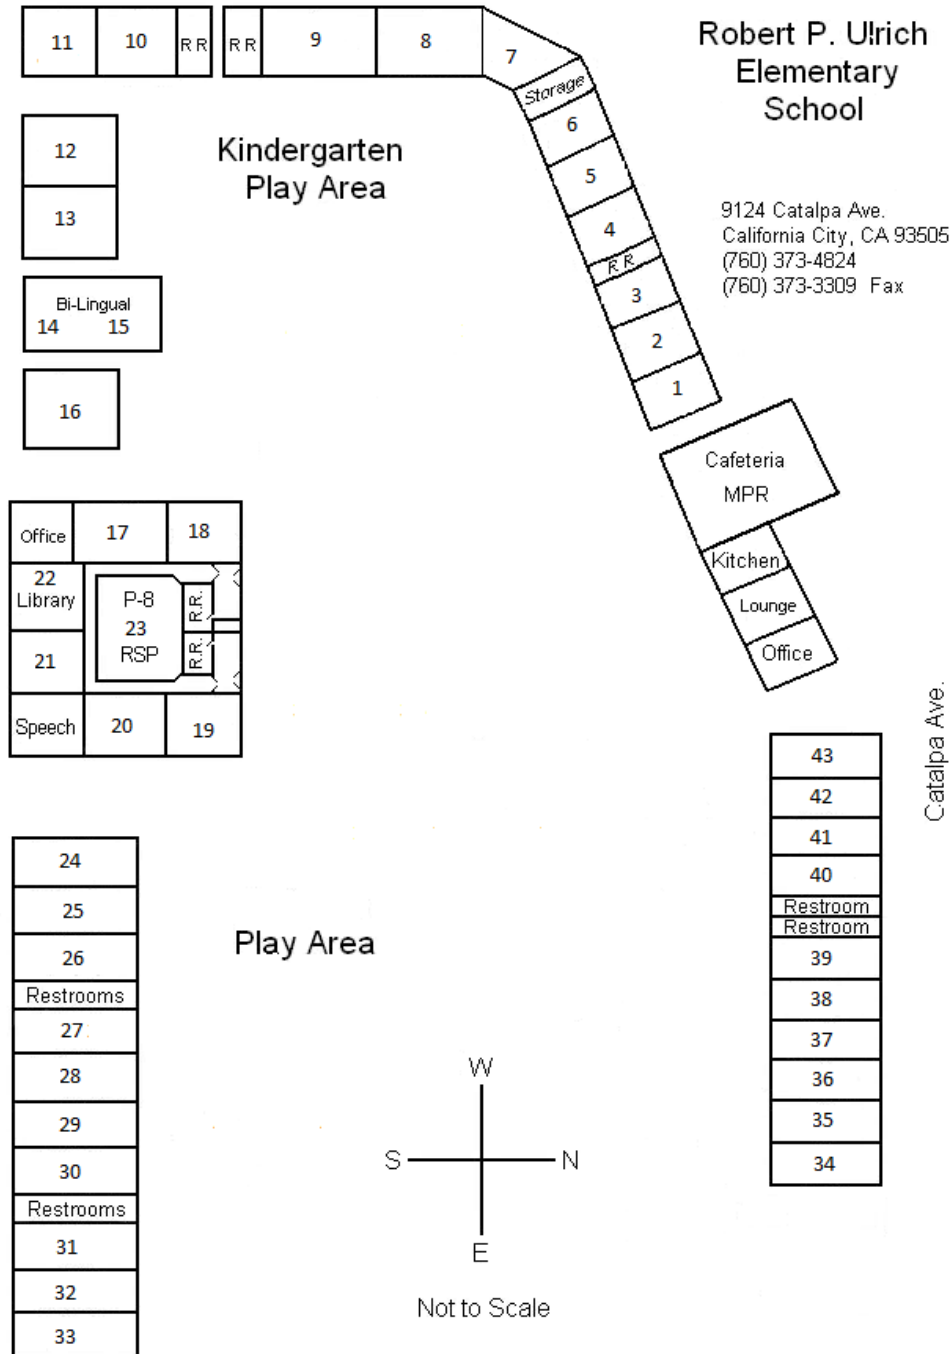 Robert P. Ulrich
Elementary
School
9124 Catalpa Ave.
California City, CA 93505
(760) 373-4824
(760) 373-3309 Fax
11
10
R R
R R
9
8
7
Storage
6
5
4
R R
3
2
1
Kindergarten
Play Area
12
13
Bi-Lingual
14 15
16
Cafeteria
MPR
Kitchen
Lounge
Office
Office
17
18
22
Library
P-8
23
RSP
R.R.
R.R.
21
Speech
20
19
Catalpa Ave.
43
42
41
40
Restroom
Restroom
39
38
37
36
35
34
24
25
26
Restrooms
27
28
29
30
Restrooms
31
32
33
Play Area
W
S N
E
Not to Scale